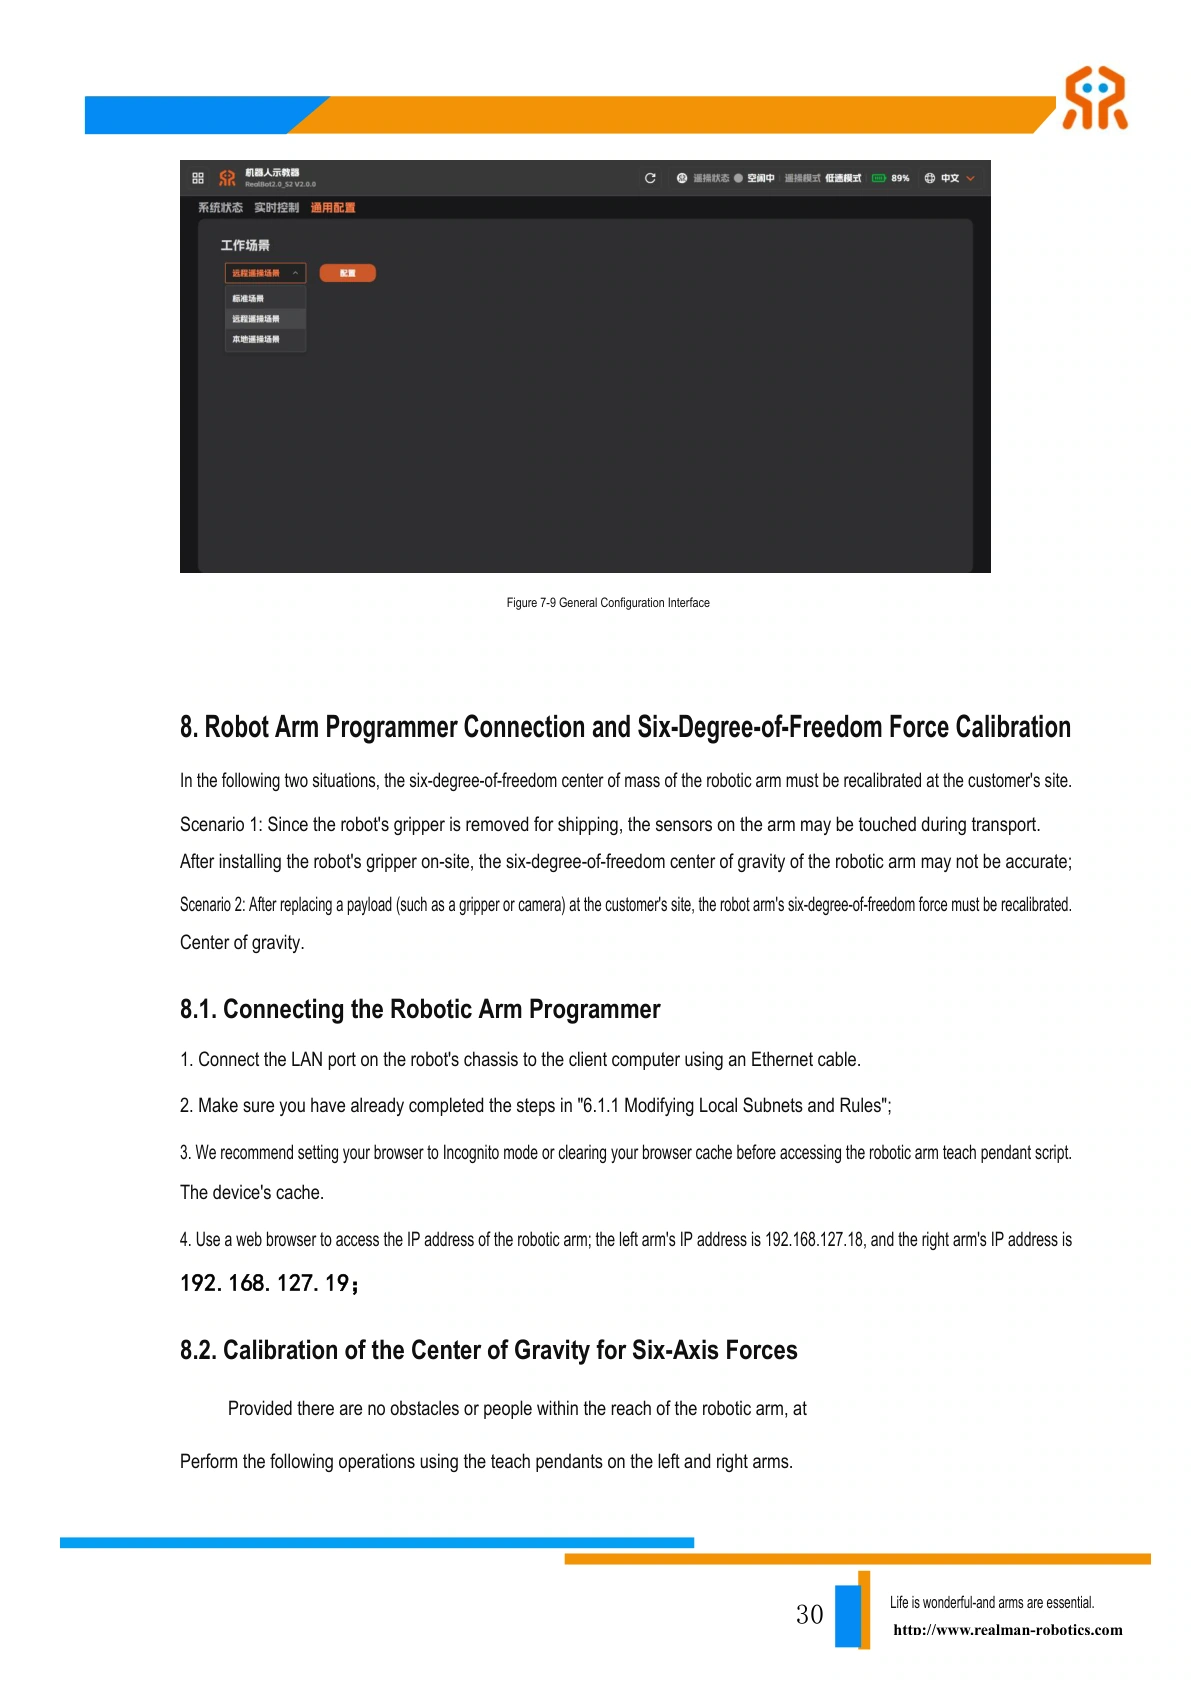 机器人示教器
RealBot2.0_S2 V2.0.0
遥操状态 空闲中 遥操模式 低速模式 89% 中文
系统状态 实时控制 通用配置
工作场景
远程遥操场景 配置
标准场景
远程遥操场景
本地遥操场景
Figure 7-9 General Configuration Interface
8. Robot Arm Programmer Connection and Six-Degree-of-Freedom Force Calibration
In the following two situations, the six-degree-of-freedom center of mass of the robotic arm must be recalibrated at the customer's site.
Scenario 1: Since the robot's gripper is removed for shipping, the sensors on the arm may be touched during transport.
After installing the robot's gripper on-site, the six-degree-of-freedom center of gravity of the robotic arm may not be accurate;
Scenario 2: After replacing a payload (such as a gripper or camera) at the customer's site, the robot arm's six-degree-of-freedom force must be recalibrated.
Center of gravity.
8.1. Connecting the Robotic Arm Programmer
1. Connect the LAN port on the robot's chassis to the client computer using an Ethernet cable.
2. Make sure you have already completed the steps in "6.1.1 Modifying Local Subnets and Rules";
3. We recommend setting your browser to Incognito mode or clearing your browser cache before accessing the robotic arm teach pendant script.
The device's cache.
4. Use a web browser to access the IP address of the robotic arm; the left arm's IP address is 192.168.127.18, and the right arm's IP address is
192.168.127.19；
8.2. Calibration of the Center of Gravity for Six-Axis Forces
Provided there are no obstacles or people within the reach of the robotic arm, at
Perform the following operations using the teach pendants on the left and right arms.
30
Life is wonderful-and arms are essential.
http://www.realman-robotics.com